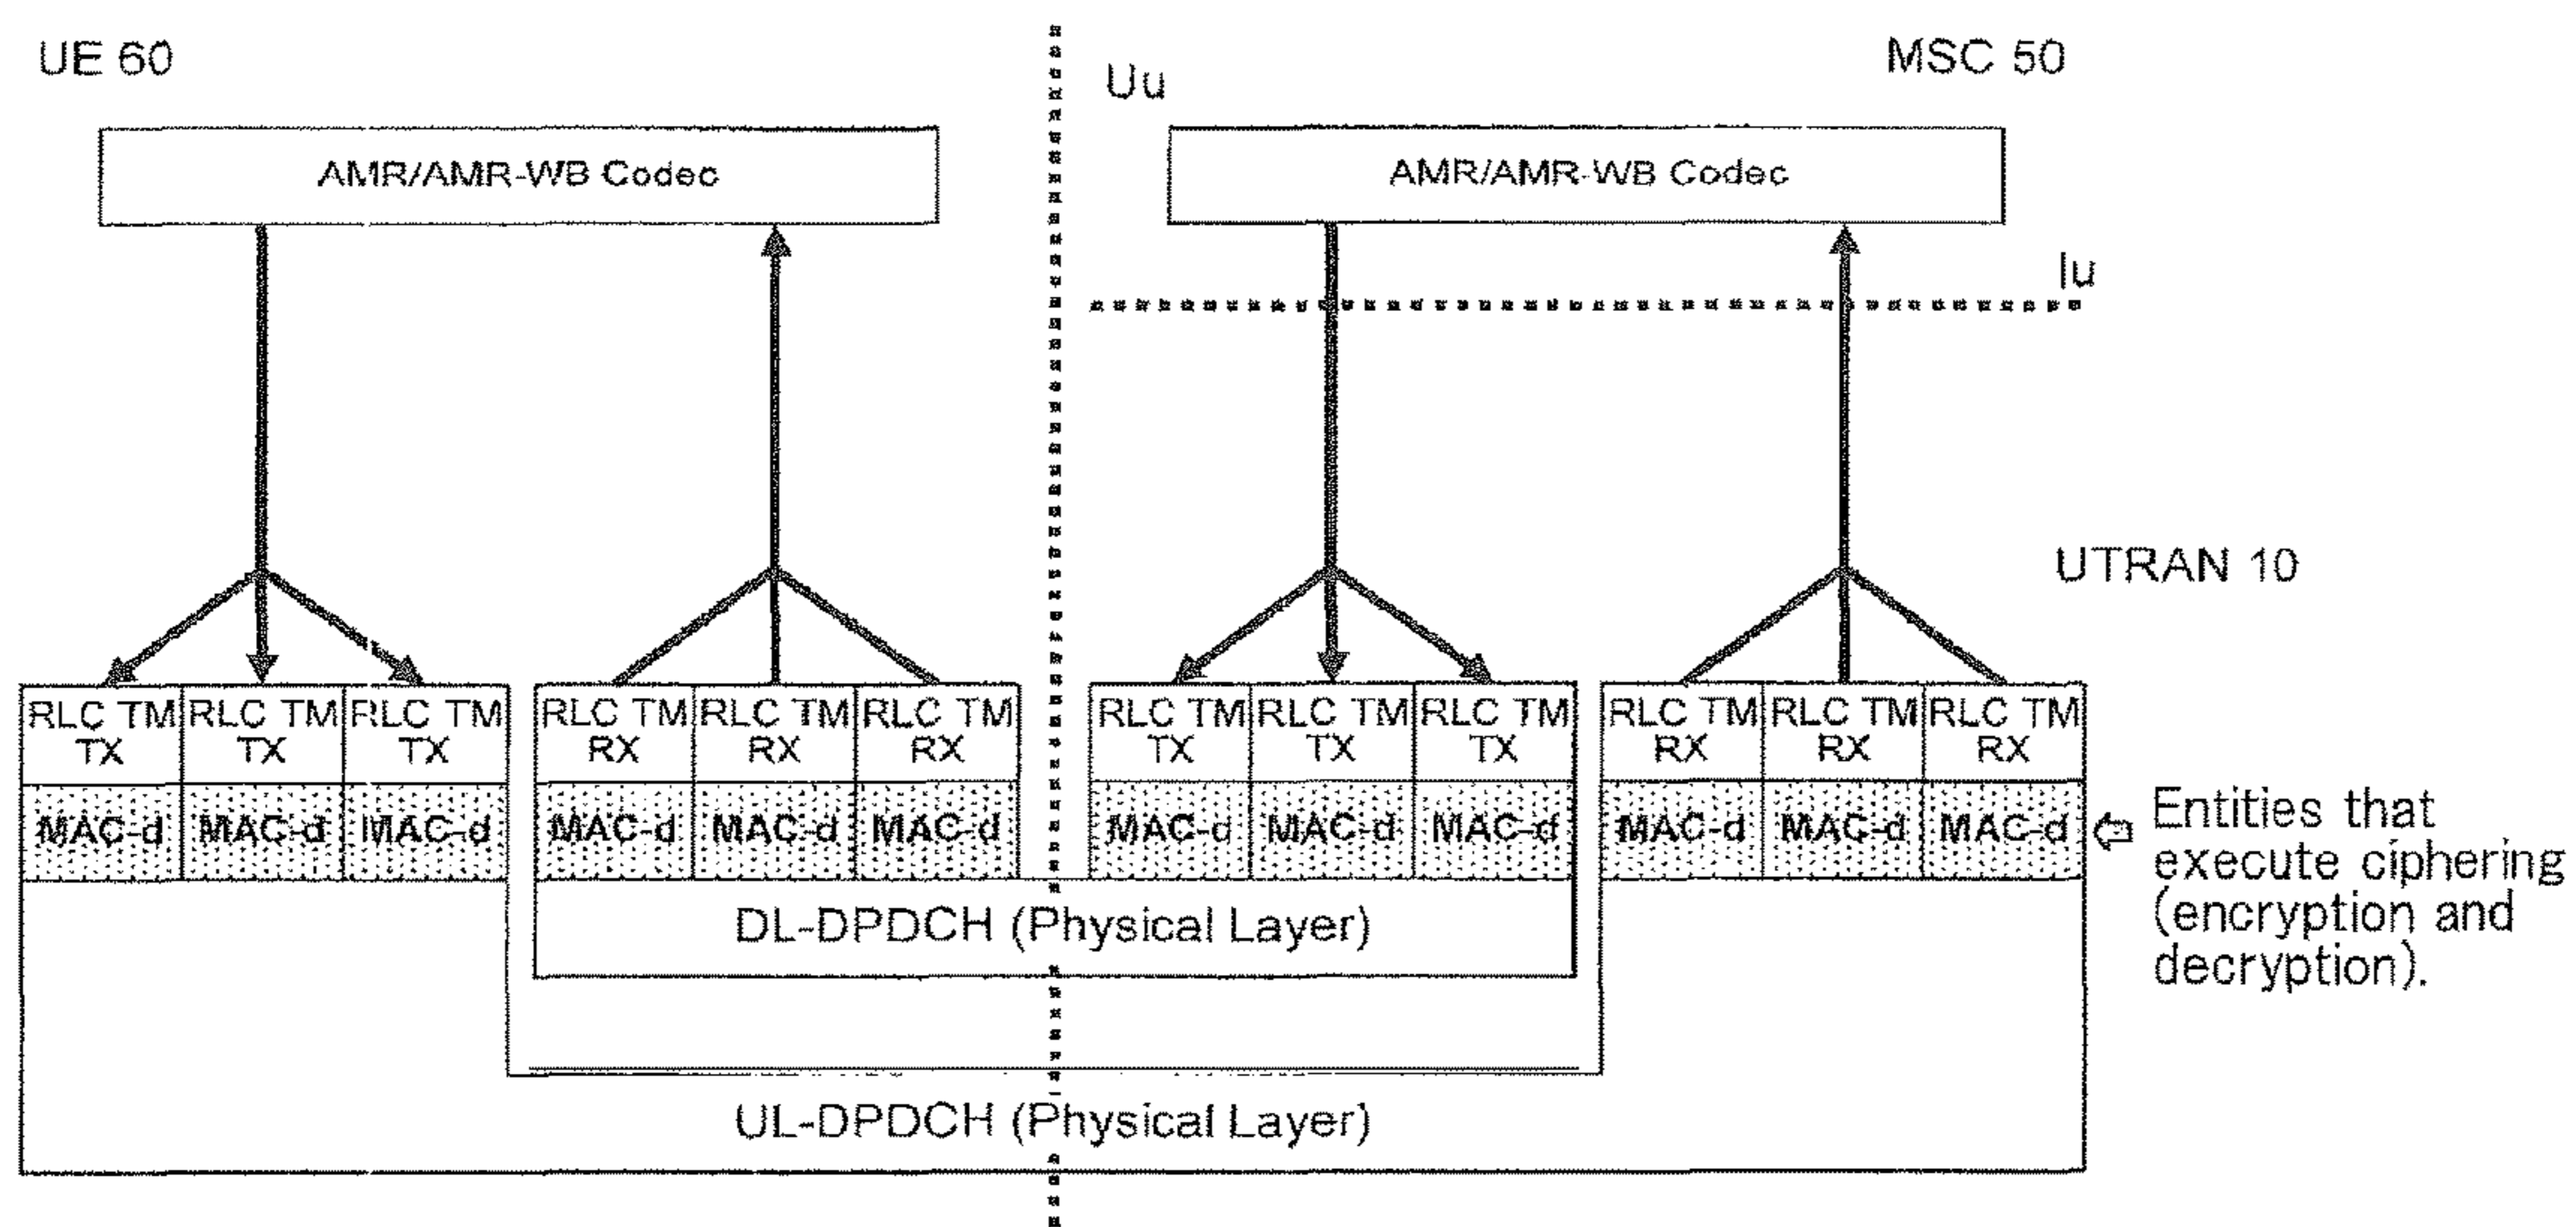 UE 60
Uu
MSC 50
AMR/AMR-WB Codec
AMR/AMR-WB Codec
Iu
UTRAN 10
RLC TM TX
RLC TM TX
RLC TM TX
RLC TM RX
RLC TM RX
RLC TM RX
RLC TM TX
RLC TM TX
RLC TM TX
RLC TM RX
RLC TM RX
RLC TM RX
MAC-d
MAC-d
MAC-d
MAC-d
MAC-d
MAC-d
MAC-d
MAC-d
MAC-d
MAC-d
MAC-d
MAC-d
Entities that
execute ciphering
(encryption and
decryption).
DL-DPDCH (Physical Layer)
UL-DPDCH (Physical Layer)